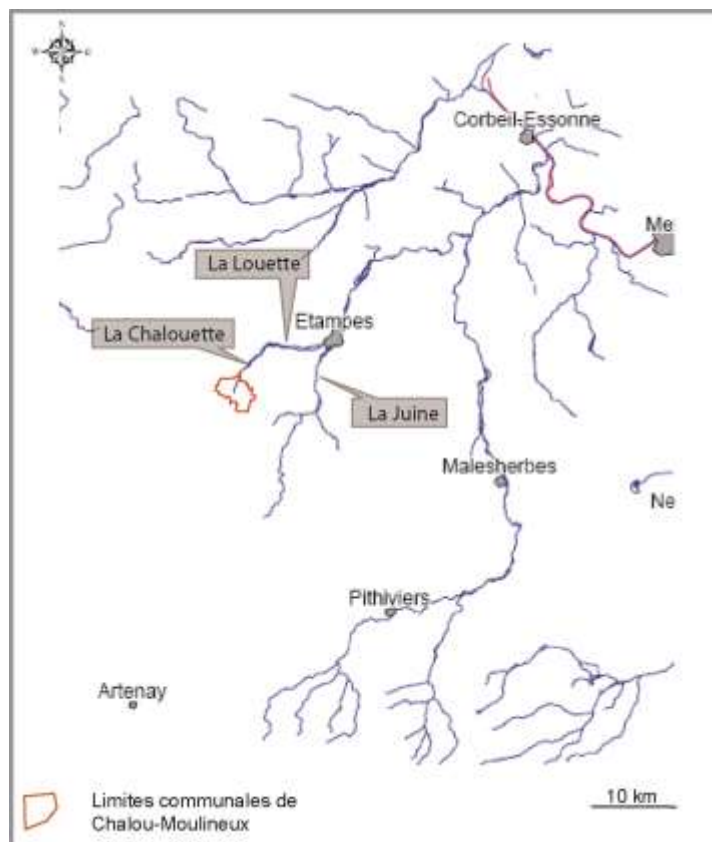 Corbeil-Essonne
Me
La Louette
Etampes
La Chalouette
La Juine
Malesherbes
Ne
Pithiviers
Artenay
Limites communales de
Chalou-Moulineux
10 km